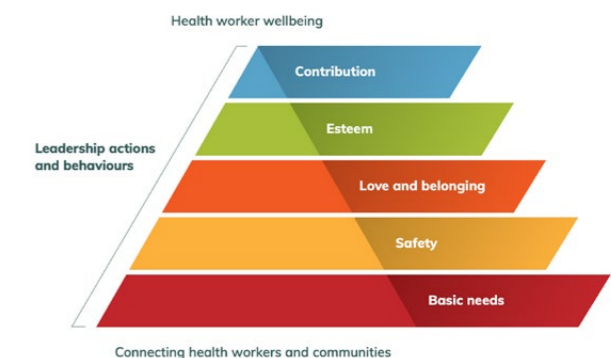 Health worker wellbeing
Contribution
Esteem
Leadership actions
and behaviours
Love and belonging
Safety
Basic needs
Connecting health workers and communities